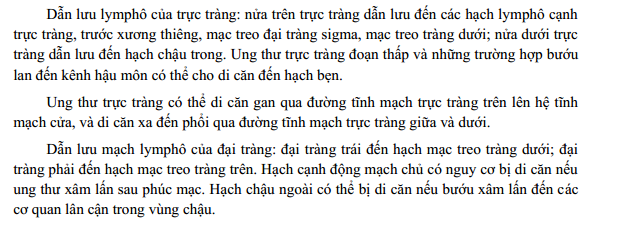 Dẫn lưu lymphô của trực tràng: nửa trên trực tràng dẫn lưu đến các hạch lymphô cạnh
trực tràng, trước xương thiêng, mạc treo đại tràng sigma, mạc treo tràng dưới; nửa dưới trực
tràng dẫn lưu đến hạch chậu trong. Ung thư trực tràng đoạn thấp và những trường hợp bướu
lan đến kênh hậu môn có thể cho di căn đến hạch bẹn.
Ung thư trực tràng có thể di căn gan qua đường tĩnh mạch trực tràng trên lên hệ tĩnh
mạch cửa, và di căn xa đến phổi qua đường tĩnh mạch trực tràng giữa và dưới.
Dẫn lưu mạch lymphô của đại tràng: đại tràng trái đến hạch mạc treo tràng dưới; đại
tràng phải đến hạch mạc treo tràng trên. Hạch cạnh động mạch chủ có nguy cơ bị di căn nếu
ung thư xâm lấn sau phúc mạc. Hạch chậu ngoài có thể bị di căn nếu bướu xâm lấn đến các
cơ quan lân cận trong vùng chậu.